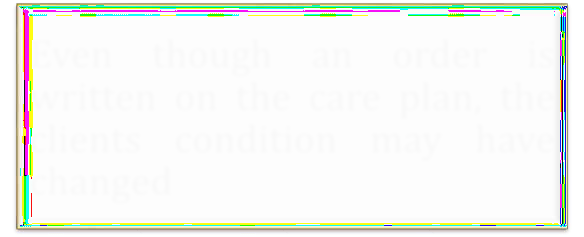 Even though an order is
written on the care plan, the
clients condition may have
changed